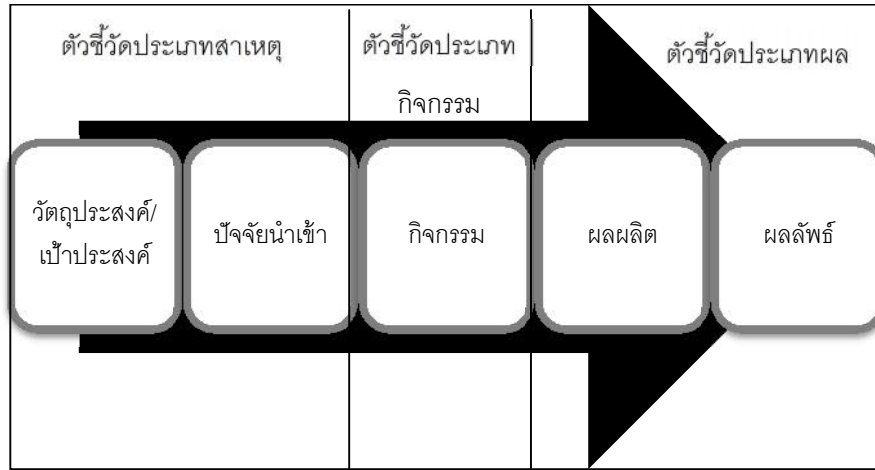 ตัวชี้วัดประเภทสาเหตุ
ตัวชี้วัดประเภท
กิจกรรม
ตัวชี้วัดประเภทผล
วัตถุประสงค์/
เป้าประสงค์
ปัจจัยนำเข้า
กิจกรรม
ผลผลิต
ผลลัพธ์